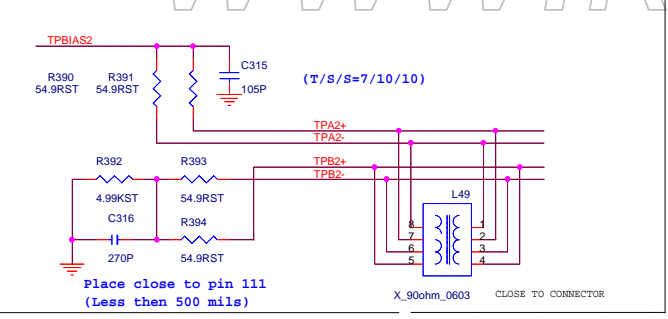 TPBIAS2
C315
R390 R391
54.9RST 54.9RST
105P
(T/S/S=7/10/10)
TPA2+
TPA2-
TPB2+
TPB2-
R392 R393
4.99KST 54.9RST
C316 R394
270P 54.9RST
L49
8 1
7 2
6 3
5 4
Place close to pin 111
(Less then 500 mils)
X_90ohm_0603 CLOSE TO CONNECTOR